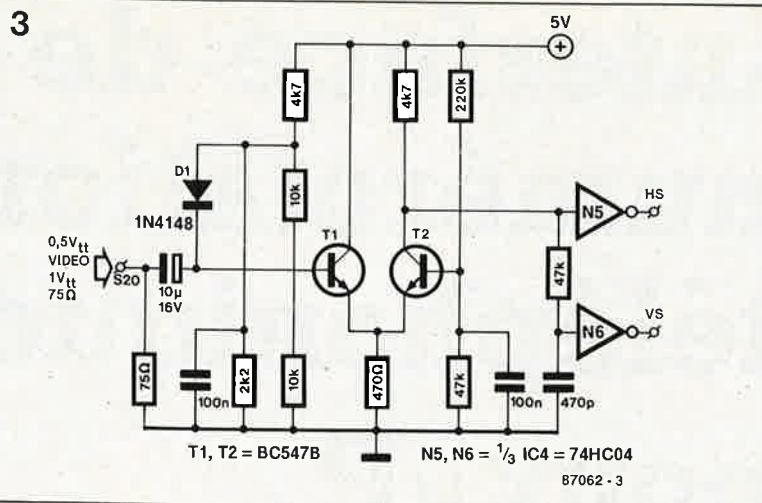 3
5V
4k7
4k7
220k
D1
1N4148
10k
T1
T2
N5
HS
0,5Vtt
VIDEO
1Vtt
75Ω
S20
10µ
16V
47k
N6
VS
75Ω
100n
2k2
10k
470Ω
47k
100n
470p
T1, T2 = BC547B
N5, N6 = 1/3 IC4 = 74HC04
87062 - 3